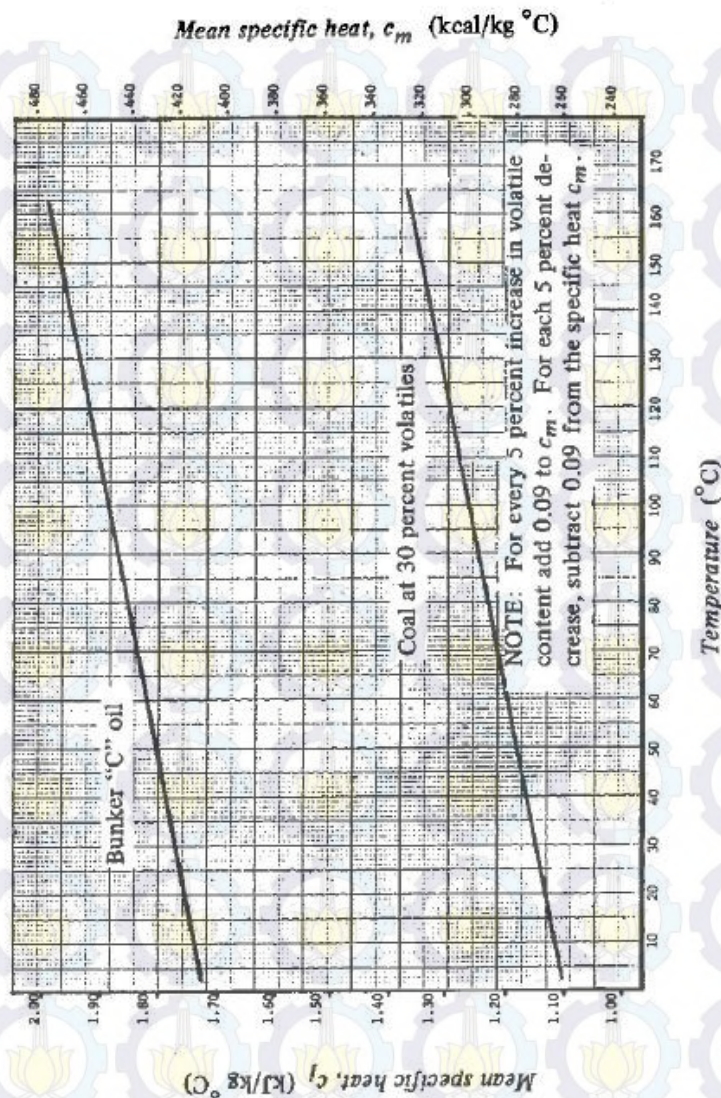 Mean specific heat, c_m (kcal/kg °C)
.480 .460 .440 .420 .400 .380 .360 .340 .320 .300 .280 .260 .240
Bunker "C" oil
Coal at 30 percent volatiles
NOTE: For every 5 percent increase in volatile
content add 0.09 to c_m. For each 5 percent de-
crease, subtract 0.09 from the specific heat c_m.
2.00 1.90 1.80 1.70 1.60 1.50 1.40 1.30 1.20 1.10 1.00
Mean specific heat, c_j (kJ/kg °C)
10 20 30 40 50 60 70 80 90 100 110 120 130 140 150 160 170
Temperature (°C)